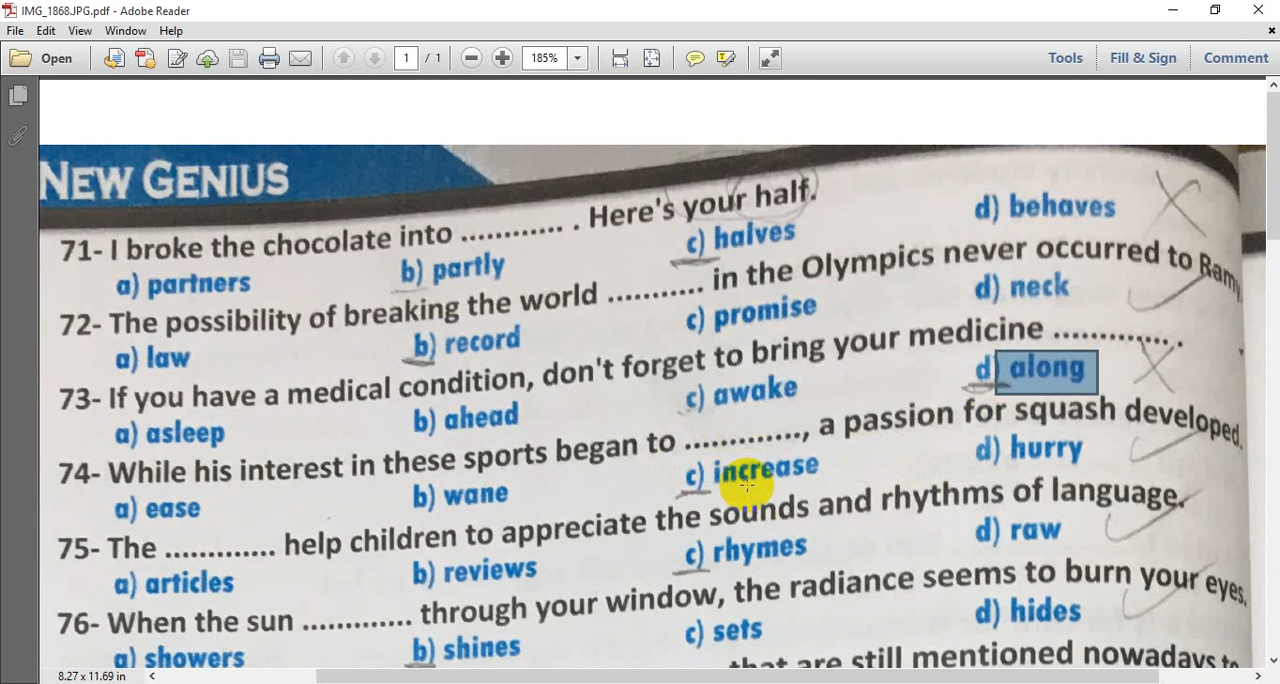 IMG_1868.JPG.pdf - Adobe Reader
File Edit View Window Help
Open 1 / 1 185% Tools Fill & Sign Comment
NEW GENIUS
71- I broke the chocolate into ............ . Here's your half.
a) partners b) partly c) halves d) behaves
72- The possibility of breaking the world ........... in the Olympics never occurred to Ramy.
a) law b) record c) promise d) neck
73- If you have a medical condition, don't forget to bring your medicine ............... .
a) asleep b) ahead c) awake d) along
74- While his interest in these sports began to ............., a passion for squash developed.
a) ease b) wane c) increase d) hurry
75- The ............. help children to appreciate the sounds and rhythms of language.
a) articles b) reviews c) rhymes d) raw
76- When the sun ............. through your window, the radiance seems to burn your eyes.
a) showers b) shines c) sets d) hides
that are still mentioned nowadays to
8.27 x 11.69 in